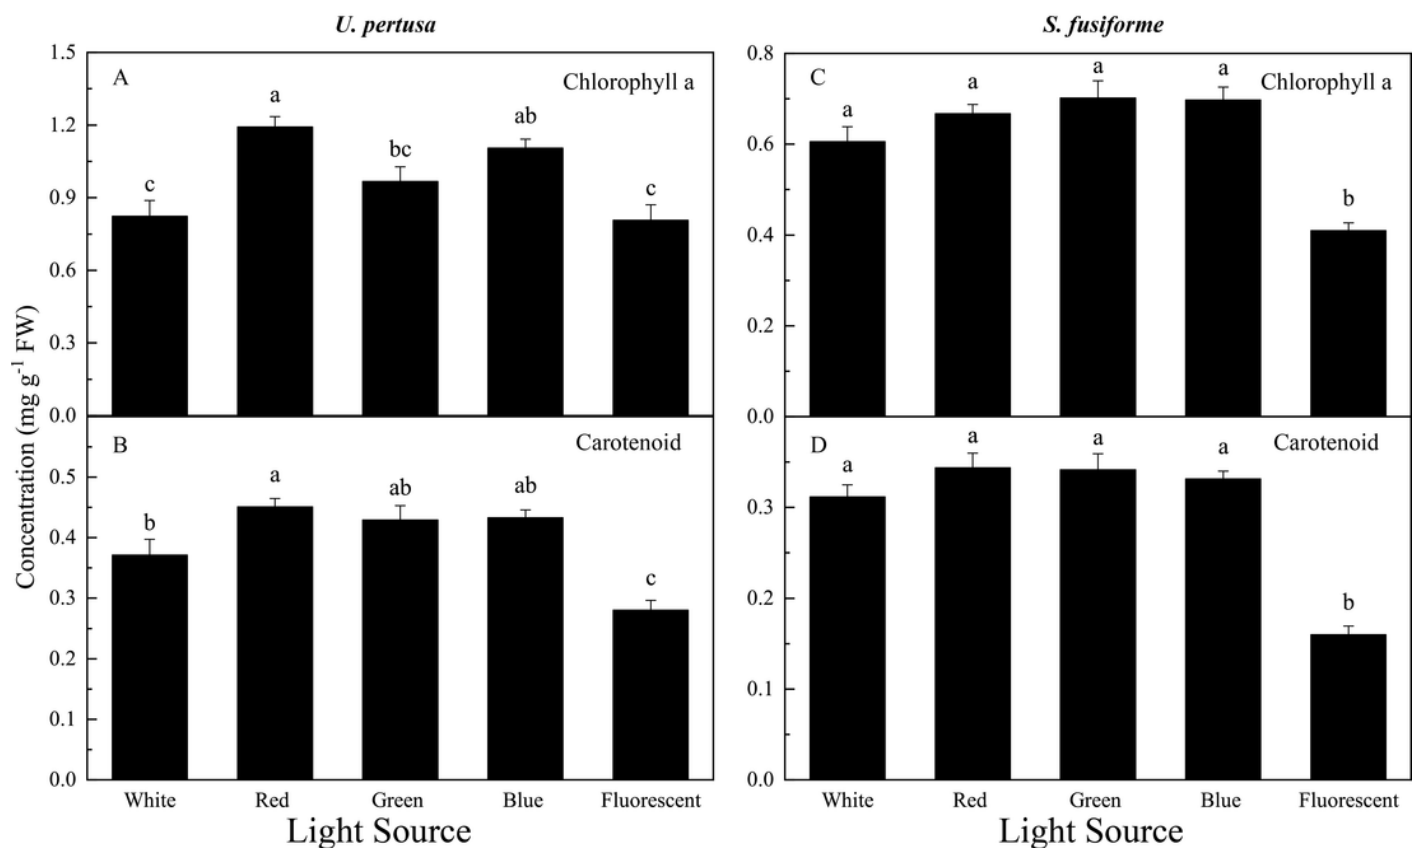 U. pertusa
S. fusiforme
Concentration (mg g⁻¹ FW)
A
Chlorophyll a
1.5
1.2
0.9
0.6
0.3
0.0
c
a
bc
ab
c
B
Carotenoid
0.5
0.4
0.3
0.2
0.1
0.0
b
a
ab
ab
c
White Red Green Blue Fluorescent
Light Source
C
Chlorophyll a
0.8
0.6
0.4
0.2
0.0
a
a
a
a
b
D
Carotenoid
0.3
0.2
0.1
0.0
a
a
a
a
b
White Red Green Blue Fluorescent
Light Source